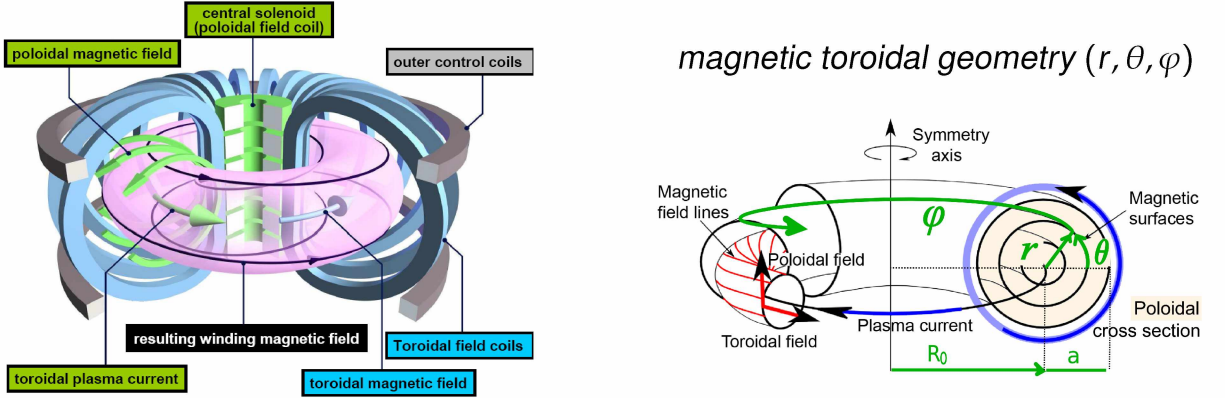 central solenoid
(poloidal field coil)
poloidal magnetic field
outer control coils
resulting winding magnetic field
Toroidal field coils
toroidal plasma current
toroidal magnetic field
magnetic toroidal geometry (r, θ, φ)
Symmetry
axis
Magnetic
field lines
Magnetic
surfaces
φ
r
θ
Poloidal field
Plasma current
Toroidal field
Poloidal
cross section
R₀
a